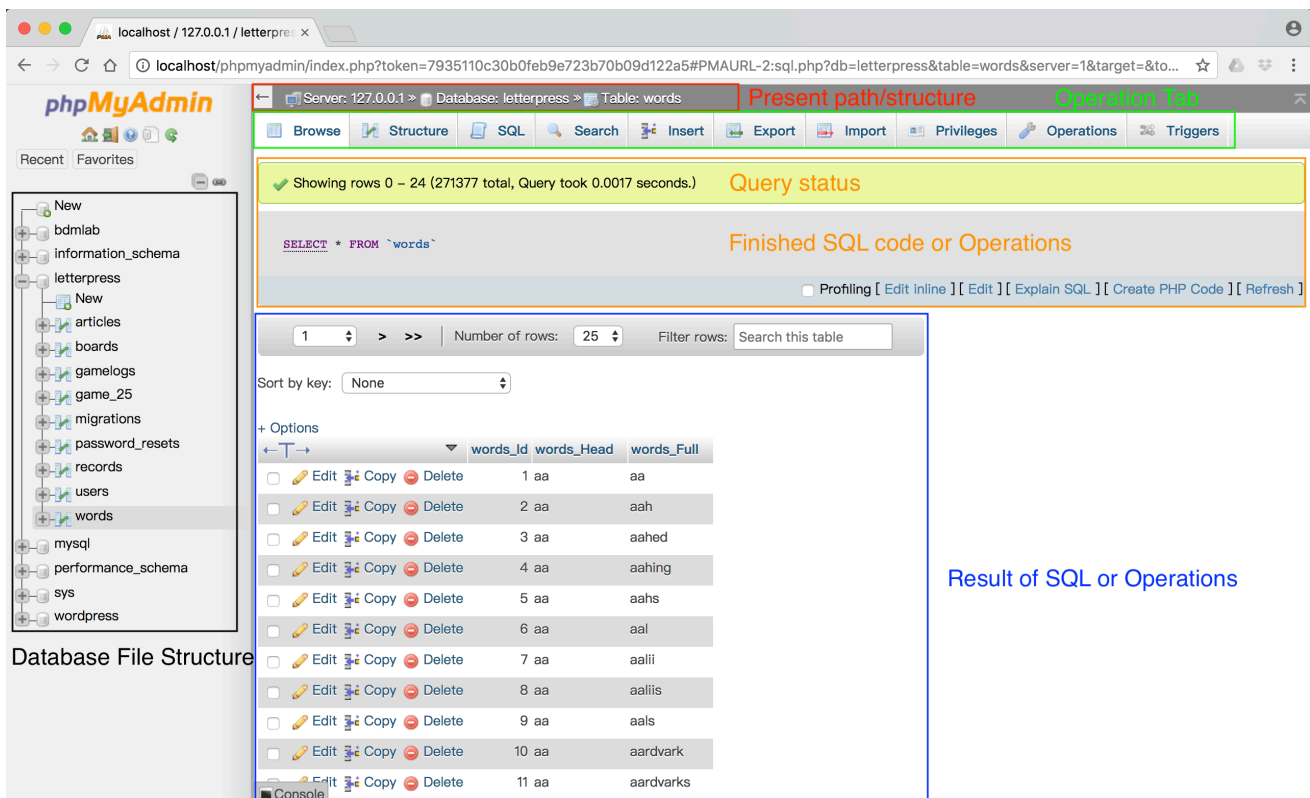 localhost / 127.0.0.1 / letterpres ×
localhost/phpmyadmin/index.php?token=7935110c30b0feb9e723b70b09d122a5#PMAURL-2:sql.php?db=letterpress&table=words&server=1&target=&to...
phpMyAdmin
Recent Favorites
New
bdmlab
information_schema
letterpress
New
articles
boards
gamelogs
game_25
migrations
password_resets
records
users
words
mysql
performance_schema
sys
wordpress
Database File Structure
← Server: 127.0.0.1 » Database: letterpress » Table: words Present path/structure Operation Tab
Browse Structure SQL Search Insert Export Import Privileges Operations Triggers
Showing rows 0 – 24 (271377 total, Query took 0.0017 seconds.) Query status
SELECT * FROM `words` Finished SQL code or Operations
Profiling [ Edit inline ] [ Edit ] [ Explain SQL ] [ Create PHP Code ] [ Refresh ]
1 > >> Number of rows: 25 Filter rows: Search this table
Sort by key: None
+ Options
←T→ words_Id words_Head words_Full
Edit Copy Delete 1 aa aa
Edit Copy Delete 2 aa aah
Edit Copy Delete 3 aa aahed
Edit Copy Delete 4 aa aahing
Edit Copy Delete 5 aa aahs
Edit Copy Delete 6 aa aal
Edit Copy Delete 7 aa aalii
Edit Copy Delete 8 aa aaliis
Edit Copy Delete 9 aa aals
Edit Copy Delete 10 aa aardvark
Edit Copy Delete 11 aa aardvarks
Console
Result of SQL or Operations